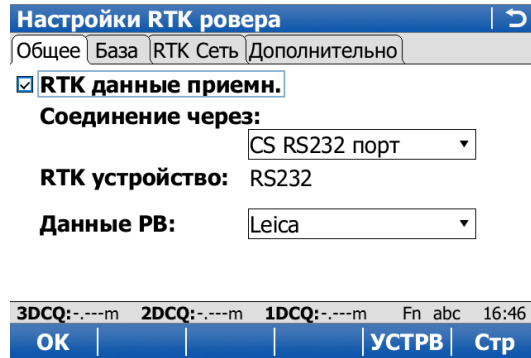 Настройки RTK ровера
Общее База RTK Сеть Дополнительно
RTK данные приемн.
Соединение через:
CS RS232 порт
RTK устройство: RS232
Данные РВ: Leica
3DCQ:-.---m 2DCQ:-.---m 1DCQ:-.---m Fn abc 16:46
OK УСТРВ Стр